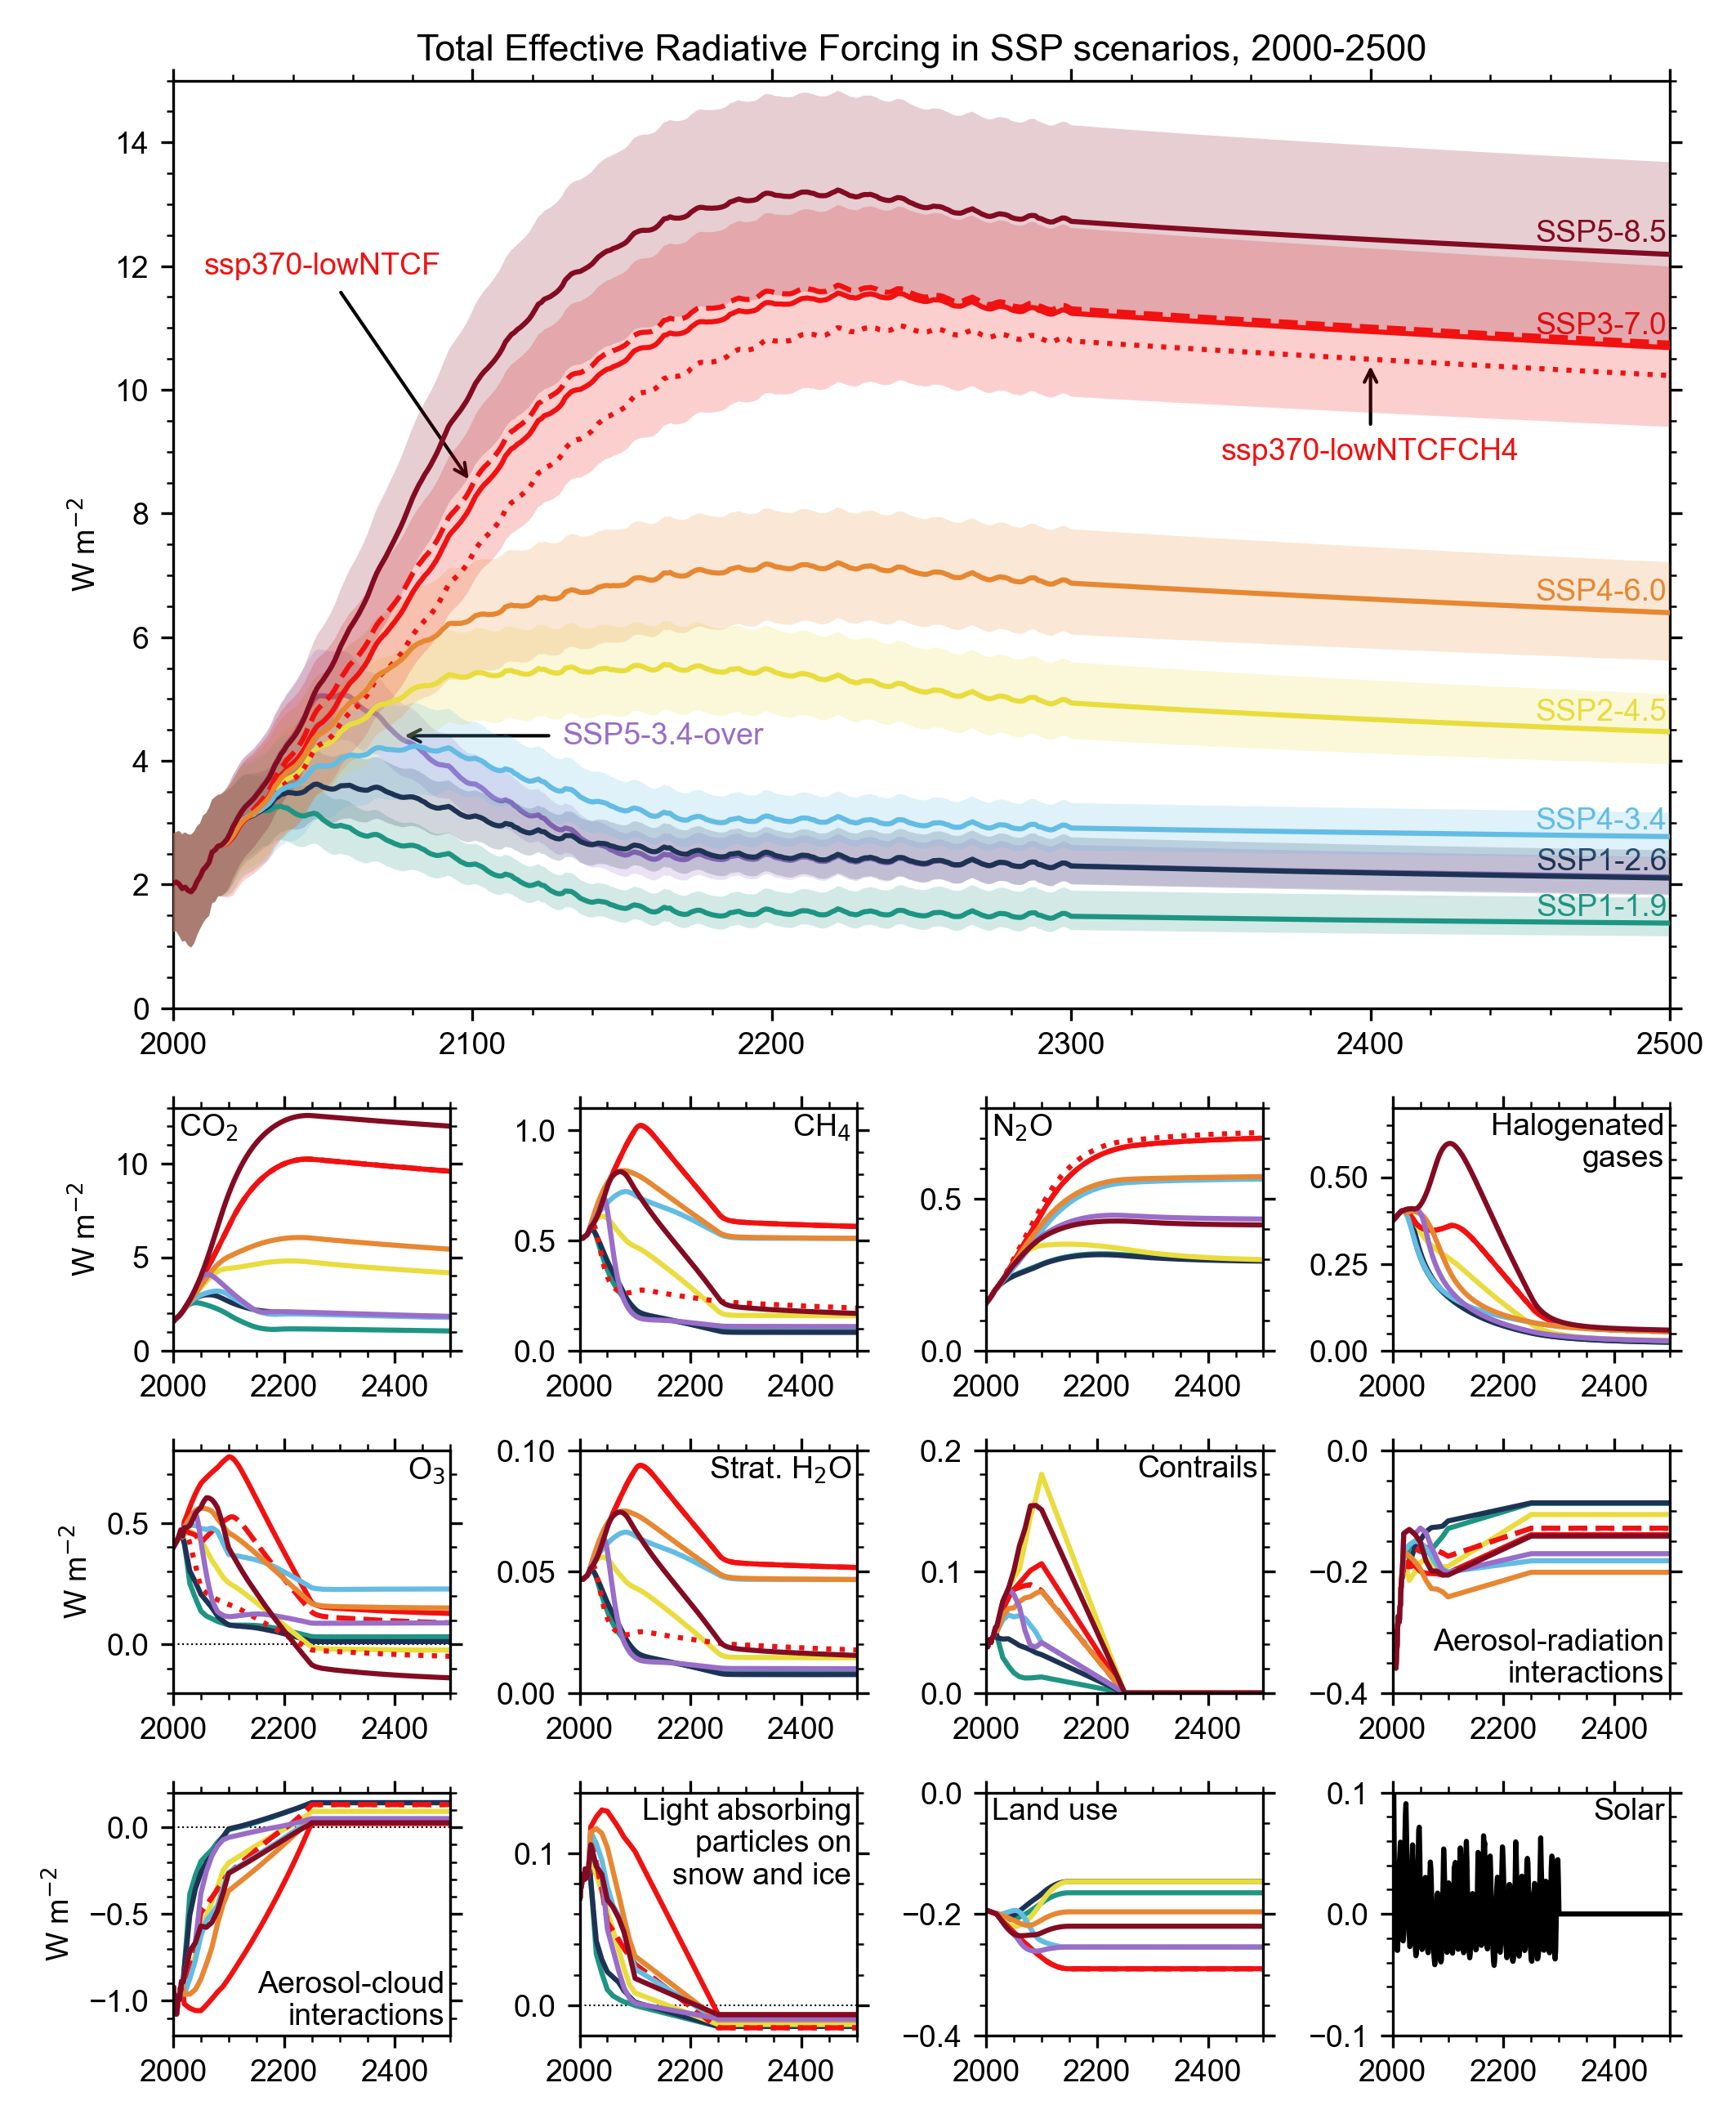 Total Effective Radiative Forcing in SSP scenarios, 2000-2500
14
12
10
8
6
4
2
0
W m−2
ssp370-lowNTCF
SSP5-8.5
SSP3-7.0
ssp370-lowNTCFCH4
SSP4-6.0
SSP2-4.5
SSP5-3.4-over
SSP4-3.4
SSP1-2.6
SSP1-1.9
2000 2100 2200 2300 2400 2500
CO2
10
5
0
W m−2
2000 2200 2400
CH4
1.0
0.5
0.0
2000 2200 2400
N2O
0.5
0.0
2000 2200 2400
Halogenated
gases
0.50
0.25
0.00
2000 2200 2400
O3
0.5
0.0
W m−2
2000 2200 2400
Strat. H2O
0.10
0.05
0.00
2000 2200 2400
Contrails
0.2
0.1
0.0
2000 2200 2400
0.0
−0.2
−0.4
Aerosol-radiation
interactions
2000 2200 2400
0.0
−0.5
−1.0
W m−2
Aerosol-cloud
interactions
2000 2200 2400
Light absorbing
particles on
snow and ice
0.1
0.0
2000 2200 2400
Land use
0.0
−0.2
−0.4
2000 2200 2400
Solar
0.1
0.0
−0.1
2000 2200 2400